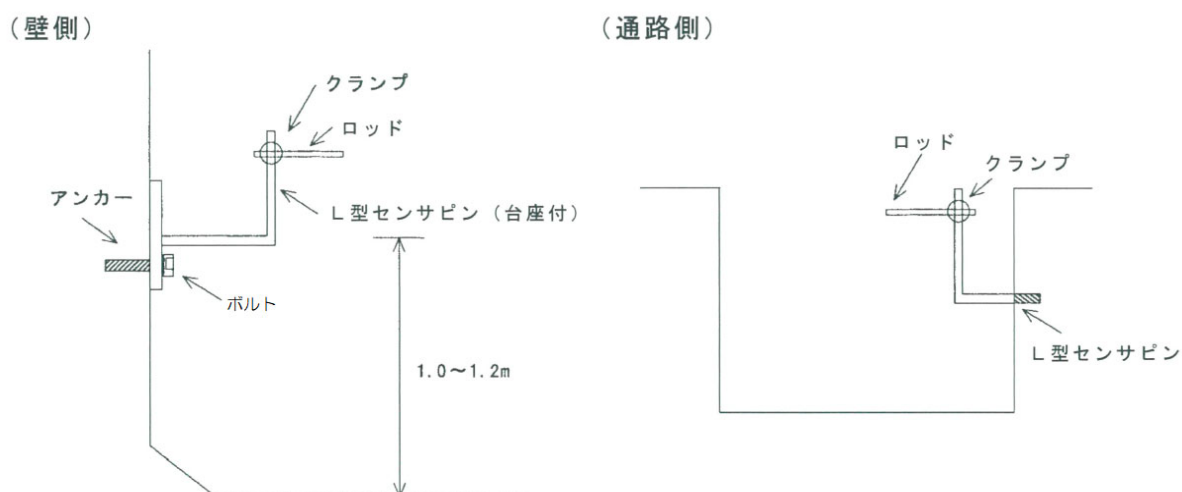 （壁側）
クランプ
ロッド
アンカー
L型センサピン（台座付）
ボルト
1.0～1.2m
（通路側）
ロッド
クランプ
L型センサピン